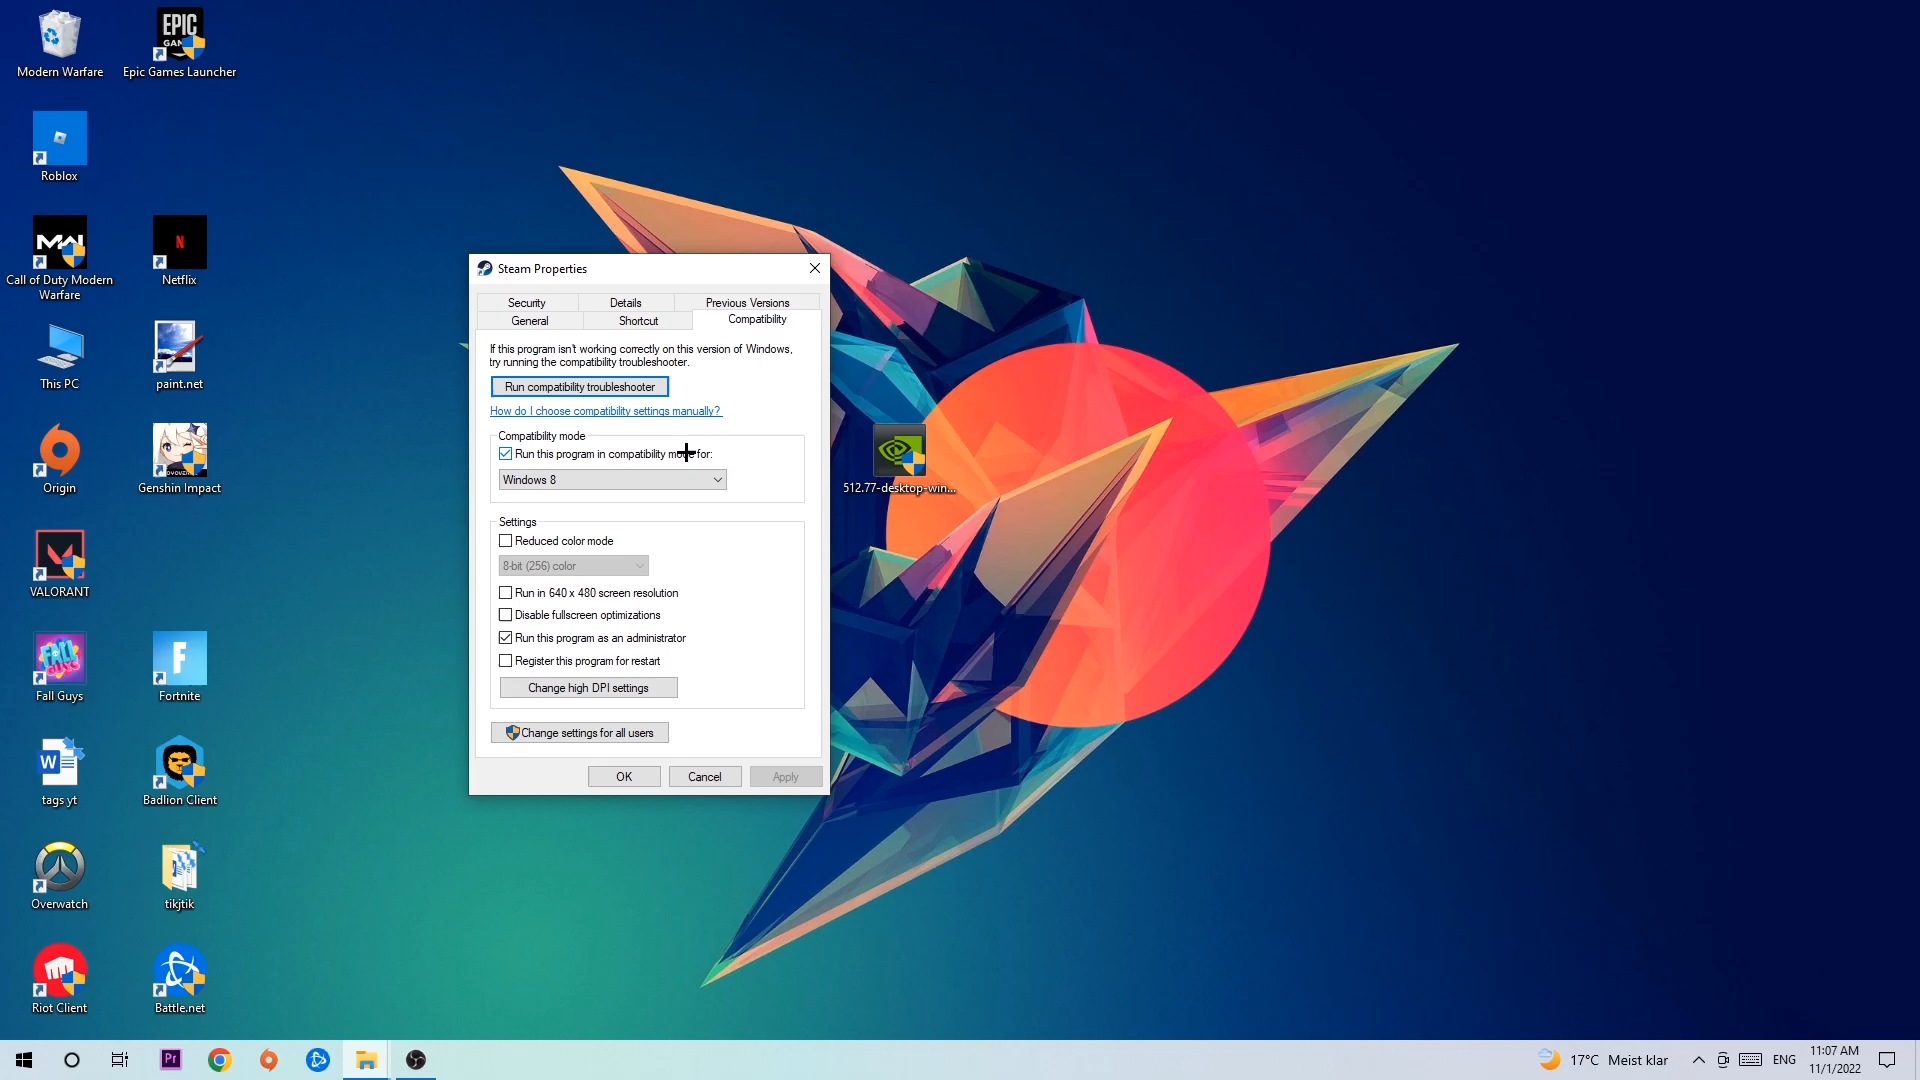 Modern Warfare
EPIC
GAMES
Epic Games Launcher
Roblox
MW
Call of Duty Modern
Warfare
N
Netflix
This PC
paint.net
Origin
Genshin Impact
VALORANT
FALL
Fall Guys
F
Fortnite
W
tags yt
Badlion Client
Overwatch
tikjtik
Riot Client
Battle.net
512.77-desktop-win...
Steam Properties
Security
Details
Previous Versions
General
Shortcut
Compatibility
If this program isn't working correctly on this version of Windows,
try running the compatibility troubleshooter.
Run compatibility troubleshooter
How do I choose compatibility settings manually?
Compatibility mode
Run this program in compatibility mode for:
Windows 8
Settings
Reduced color mode
8-bit (256) color
Run in 640 x 480 screen resolution
Disable fullscreen optimizations
Run this program as an administrator
Register this program for restart
Change high DPI settings
Change settings for all users
OK
Cancel
Apply
Pr
17°C Meist klar
ENG
11:07 AM
11/1/2022